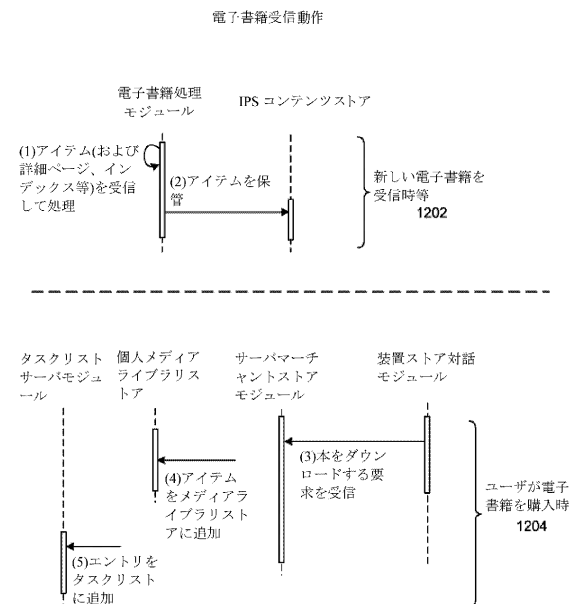 電子書籍受信動作
電子書籍処理
モジュール
IPS コンテンツストア
(1)アイテム(および
詳細ページ、イン
デックス等)を受信
して処理
(2)アイテムを保
管
新しい電子書籍を
受信時等
1202
タスクリスト
サーバモジュ
ール
個人メディア
ライブラリス
トア
サーバマーチ
ャントストア
モジュール
装置ストア対話
モジュール
(3)本をダウン
ロードする要
求を受信
(4)アイテム
をメディアラ
イブラリスト
アに追加
(5)エントリを
タスクリスト
に追加
ユーザが電子
書籍を購入時
1204